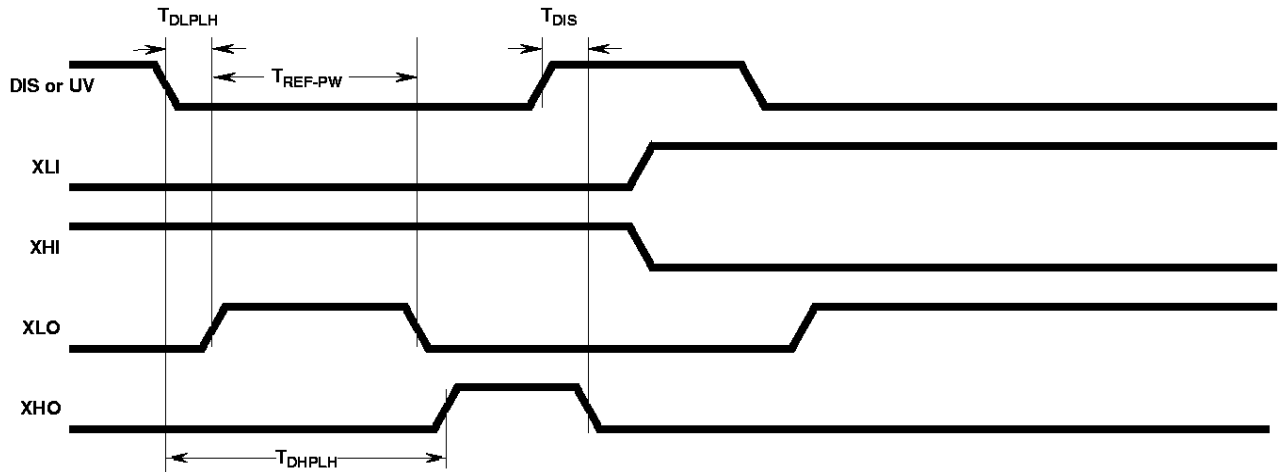 TDLPLH
TDIS
DIS or UV
TREF-PW
XLI
XHI
XLO
XHO
TDHPLH